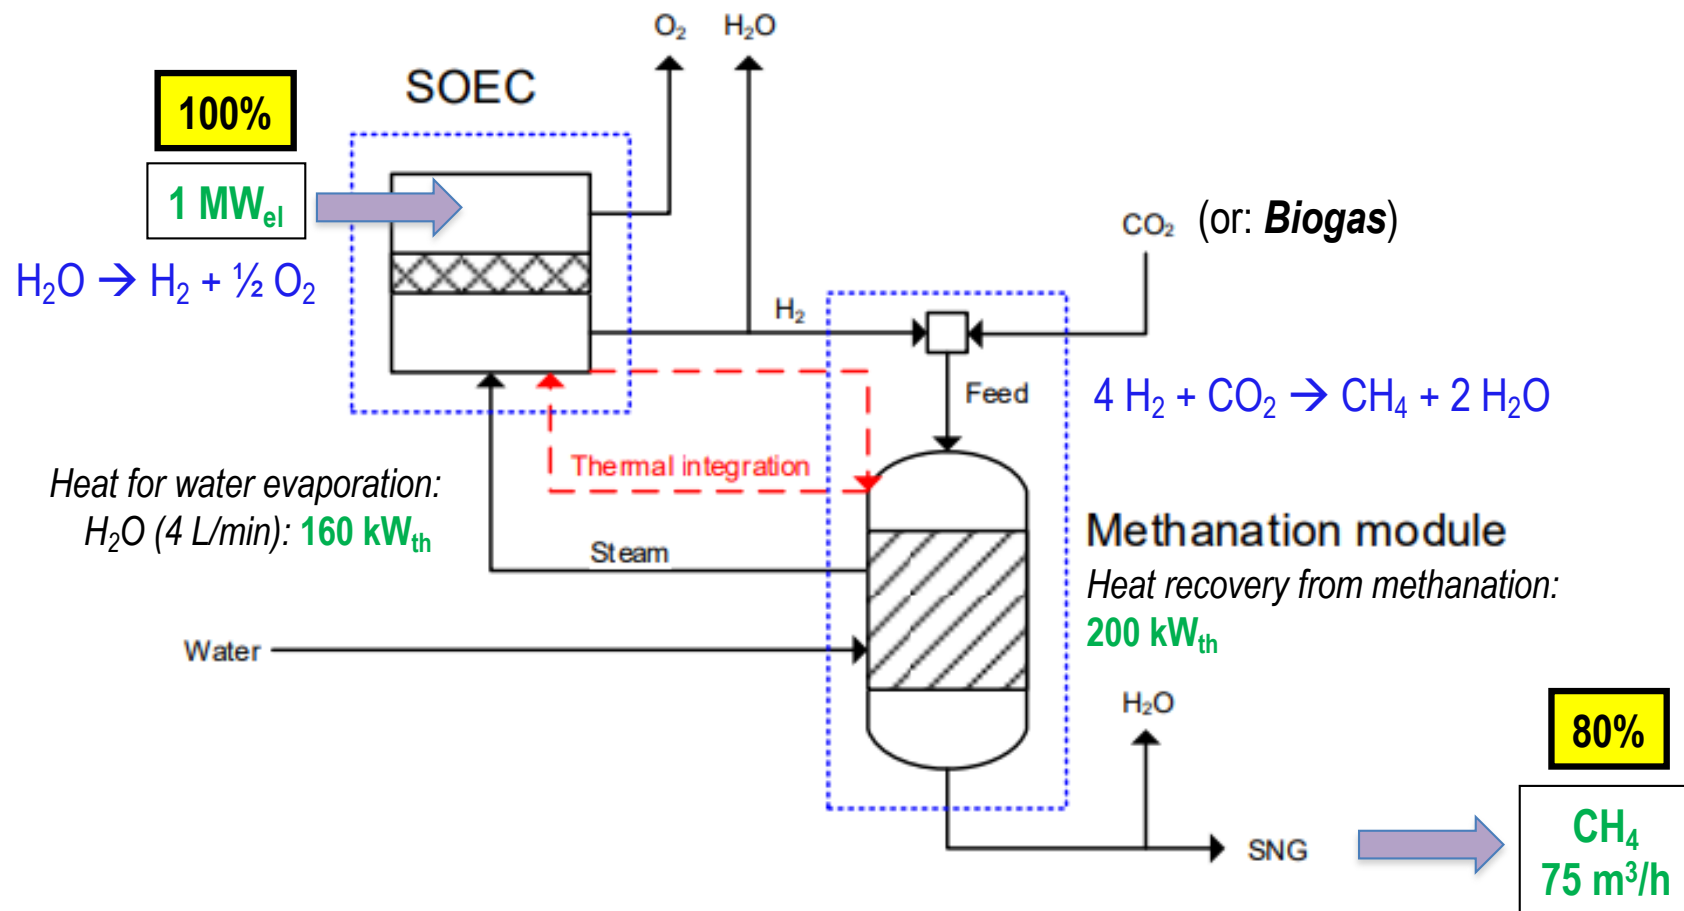 O₂ H₂O
SOEC
100%
1 MWel
H₂O → H₂ + ½ O₂
CO₂ (or: Biogas)
H₂
Feed
4 H₂ + CO₂ → CH₄ + 2 H₂O
Thermal integration
Heat for water evaporation:
H₂O (4 L/min): 160 kWth
Steam
Methanation module
Heat recovery from methanation:
200 kWth
Water
H₂O
80%
SNG
CH₄
75 m³/h